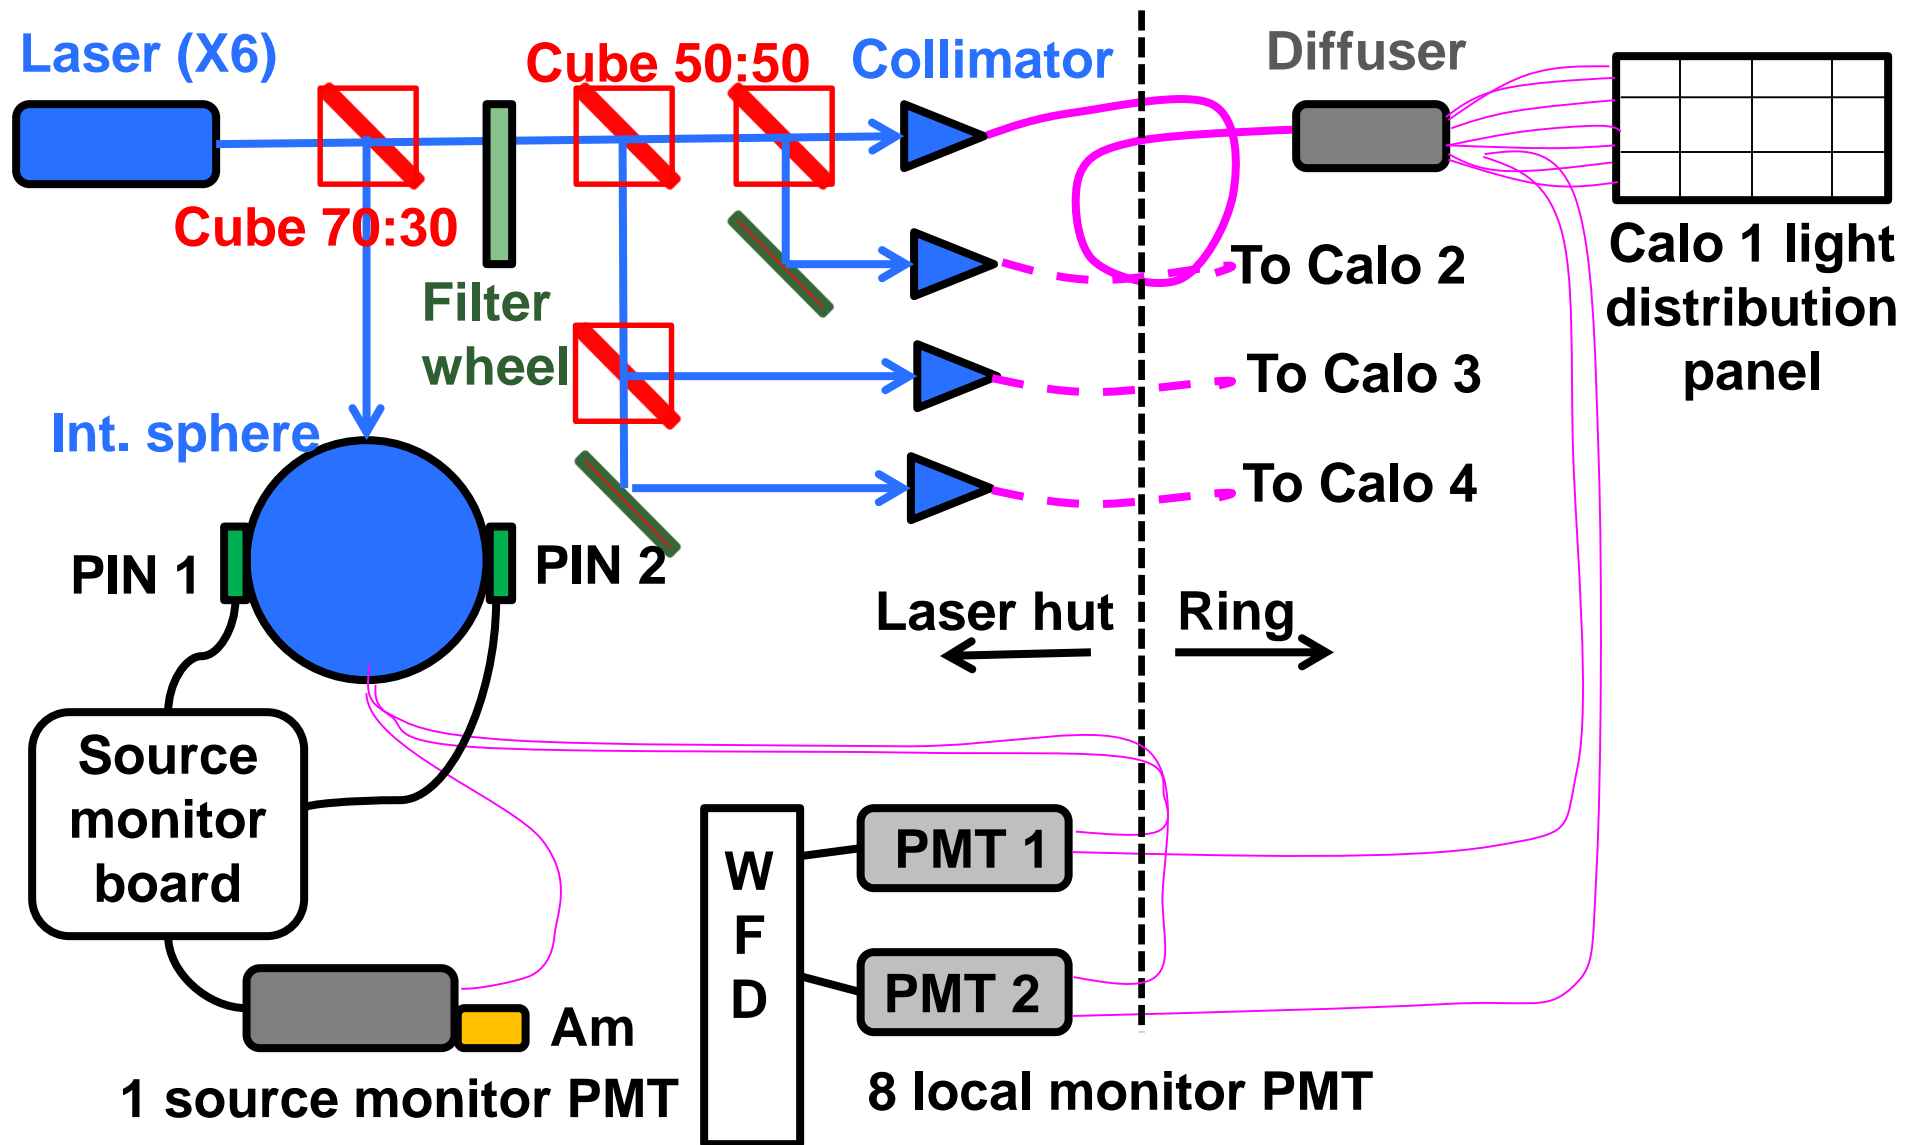 Laser (X6)
Cube 50:50
Collimator
Diffuser
Cube 70:30
Filter
wheel
To Calo 2
Calo 1 light
distribution
panel
To Calo 3
To Calo 4
Int. sphere
PIN 1
PIN 2
Laser hut
Ring
Source
monitor
board
W
F
D
PMT 1
PMT 2
Am
1 source monitor PMT
8 local monitor PMT